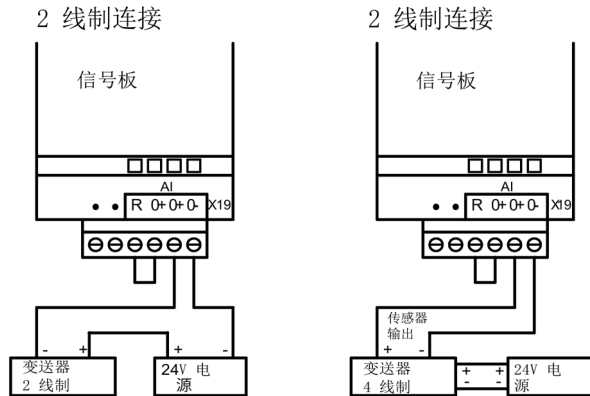 2 线制连接
信号板
AI
R 0+ 0+ 0- X19
- +
变送器
2 线制
+ -
24V 电
源
2 线制连接
信号板
AI
R 0+ 0+ 0- X19
传感器
输出
+ -
变送器
4 线制
+ +
- -
24V 电
源